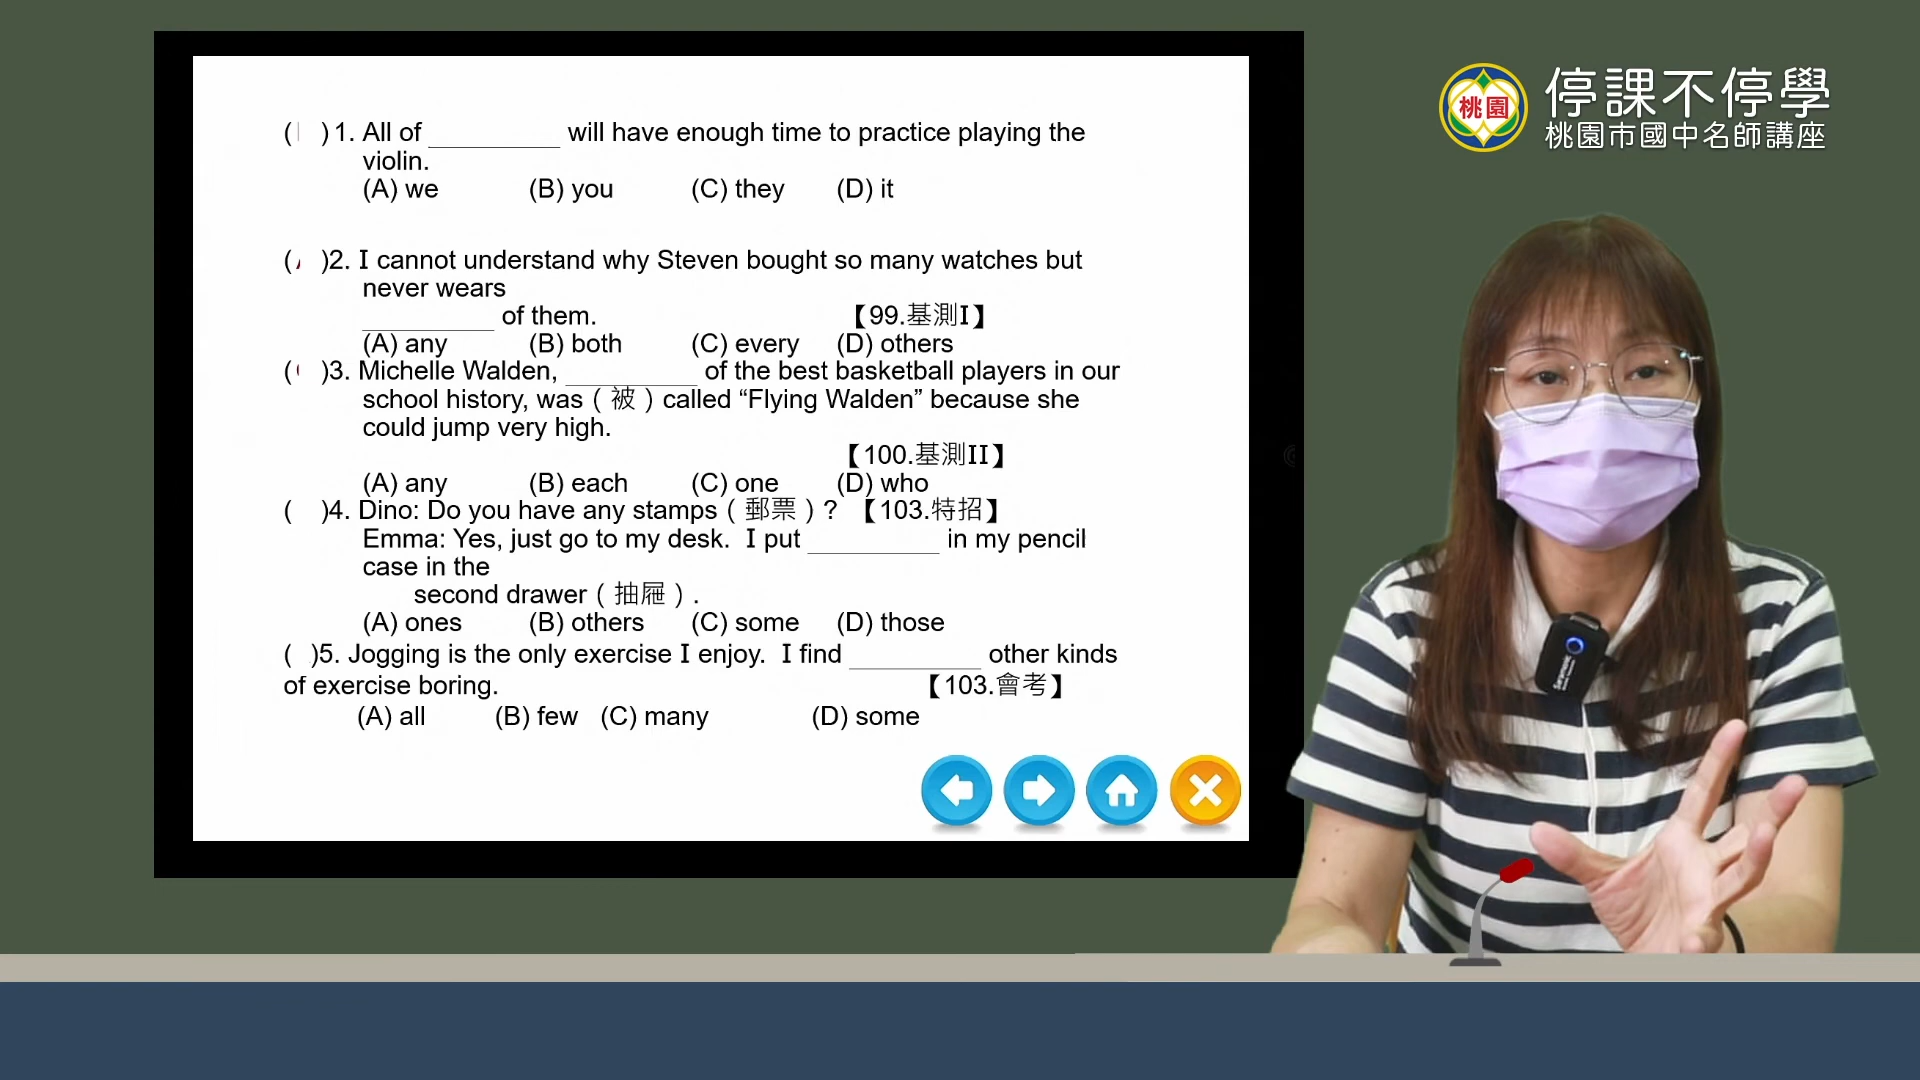 停課不停學
桃園
桃園市國中名師講座
( ) 1. All of __________ will have enough time to practice playing the
violin.
(A) we (B) you (C) they (D) it
( )2. I cannot understand why Steven bought so many watches but
never wears
__________ of them. 【99.基測I】
(A) any (B) both (C) every (D) others
( )3. Michelle Walden, __________ of the best basketball players in our
school history, was（被）called “Flying Walden” because she
could jump very high.
【100.基測II】
(A) any (B) each (C) one (D) who
( )4. Dino: Do you have any stamps（郵票）? 【103.特招】
Emma: Yes, just go to my desk. I put __________ in my pencil
case in the
second drawer（抽屜）.
(A) ones (B) others (C) some (D) those
( )5. Jogging is the only exercise I enjoy. I find __________ other kinds
of exercise boring. 【103.會考】
(A) all (B) few (C) many (D) some